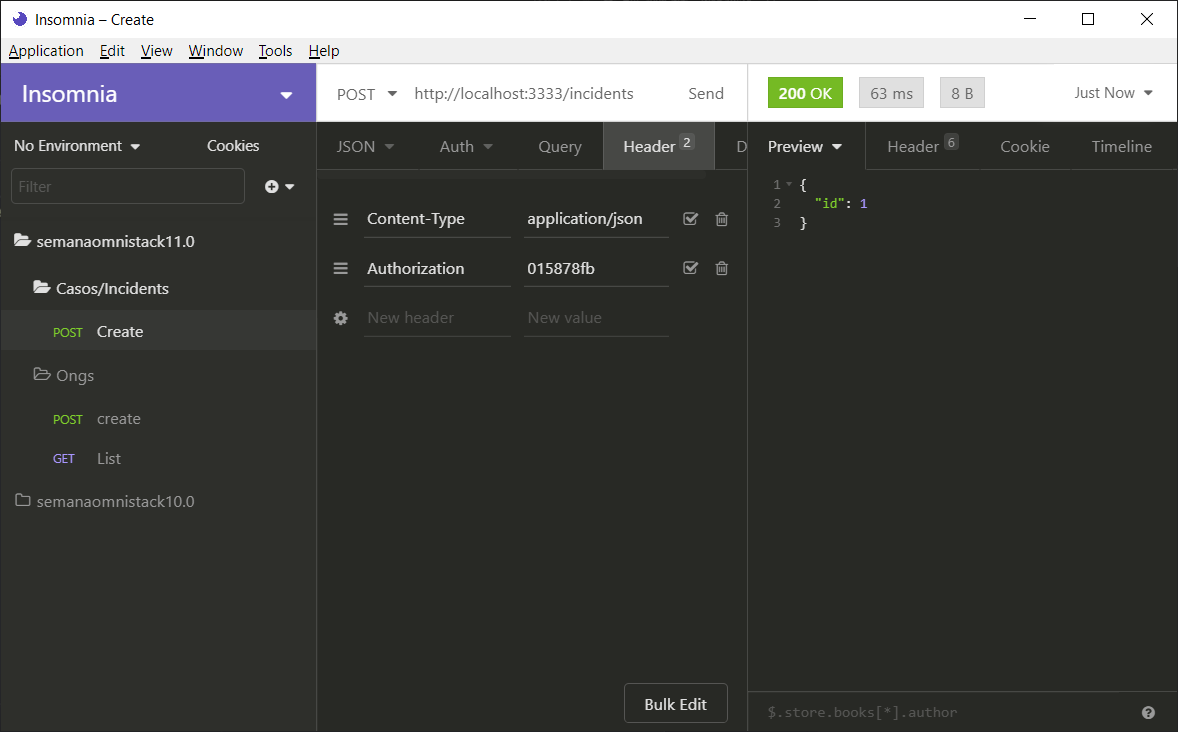 Insomnia – Create
Application Edit View Window Tools Help
Insomnia
POST http://localhost:3333/incidents Send
200 OK 63 ms 8 B Just Now
No Environment Cookies
JSON Auth Query Header 2 D
Preview Header 6 Cookie Timeline
Filter
semanaomnistack11.0
Casos/Incidents
POST Create
Ongs
POST create
GET List
semanaomnistack10.0
Content-Type application/json
Authorization 015878fb
New header New value
Bulk Edit
1 {
2 "id": 1
3 }
$.store.books[*].author